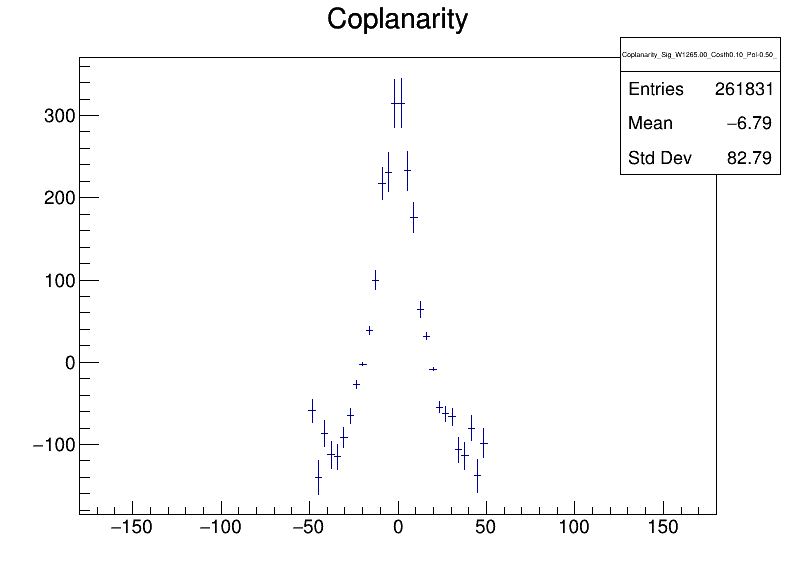 Coplanarity
Coplanarity_Sig_W1265.00_Costh0.10_Pol-0.50_
Entries 261831
Mean −6.79
Std Dev 82.79
300
200
100
0
−100
−150 −100 −50 0 50 100 150